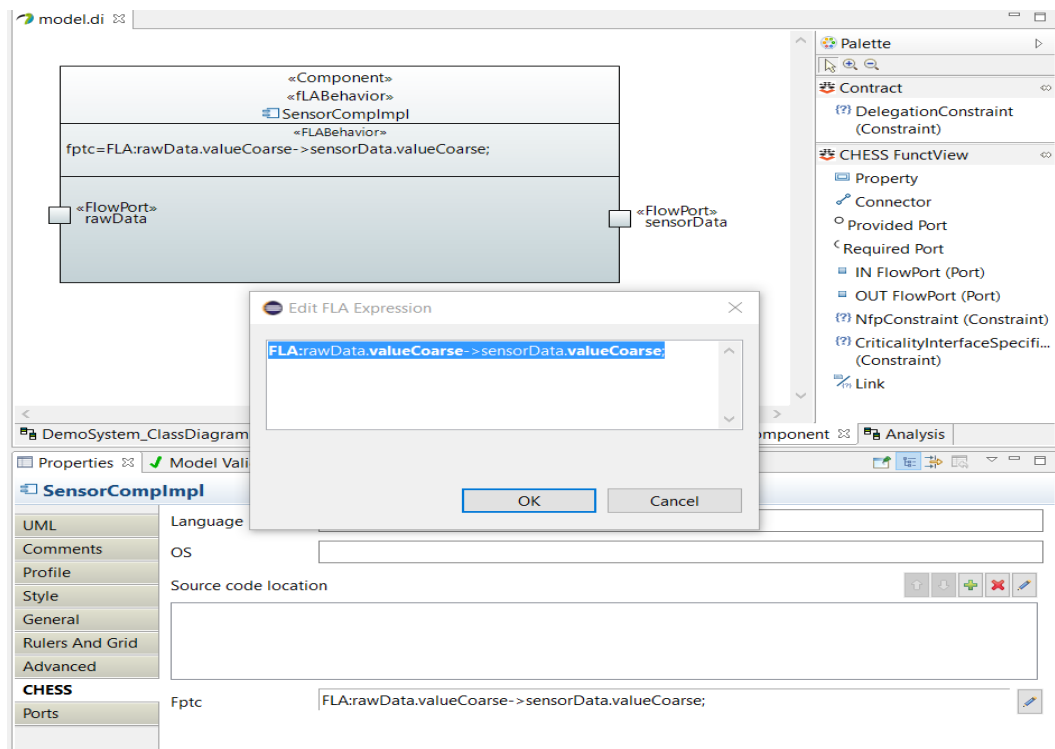 model.di
«Component»
«fLABehavior»
SensorCompImpl
«FLABehavior»
fptc=FLA:rawData.valueCoarse->sensorData.valueCoarse;
«FlowPort»
rawData
«FlowPort»
sensorData
Palette
Contract
DelegationConstraint
(Constraint)
CHESS FunctView
Property
Connector
Provided Port
Required Port
IN FlowPort (Port)
OUT FlowPort (Port)
NfpConstraint (Constraint)
CriticalityInterfaceSpecifi...
(Constraint)
Link
Edit FLA Expression
FLA:rawData.valueCoarse->sensorData.valueCoarse;
OK
Cancel
DemoSystem_ClassDiagram
mponent
Analysis
Properties
Model Vali
SensorCompImpl
UML
Comments
Profile
Style
General
Rulers And Grid
Advanced
CHESS
Ports
Language
OS
Source code location
Fptc
FLA:rawData.valueCoarse->sensorData.valueCoarse;